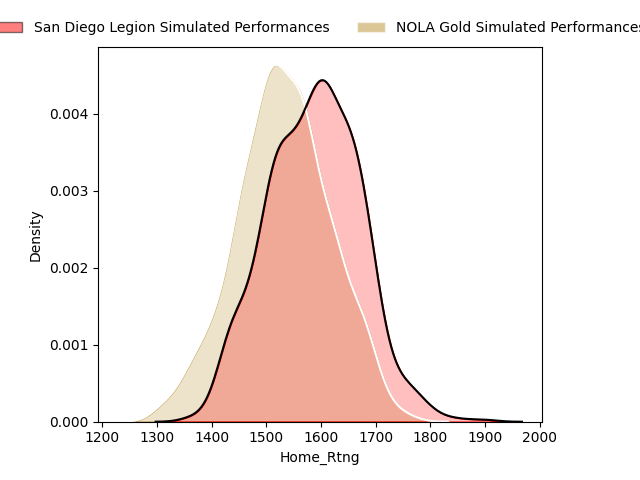 San Diego Legion Simulated Performances
NOLA Gold Simulated Performances
0.004
0.003
0.002
0.001
0.000
Density
1200 1300 1400 1500 1600 1700 1800 1900 2000
Home_Rtng